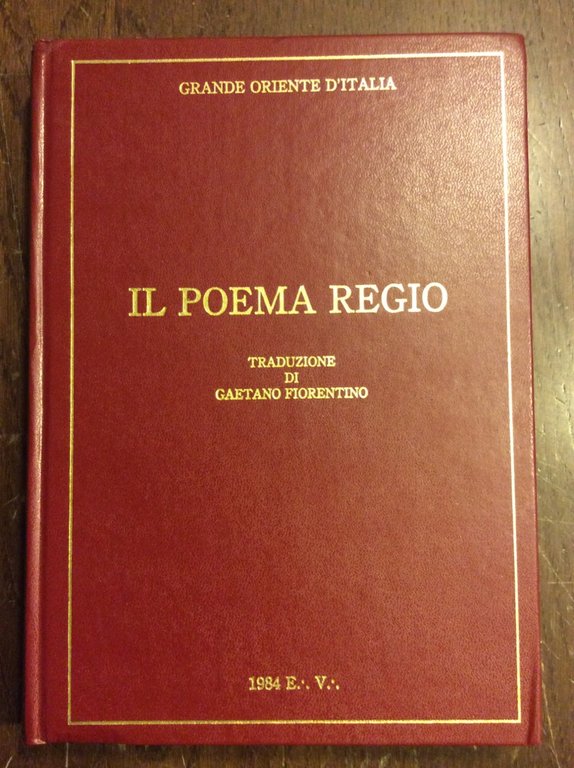 GRANDE ORIENTE D'ITALIA
IL POEMA REGIO
TRADUZIONE
DI
GAETANO FIORENTINO
1984 E∴ V∴